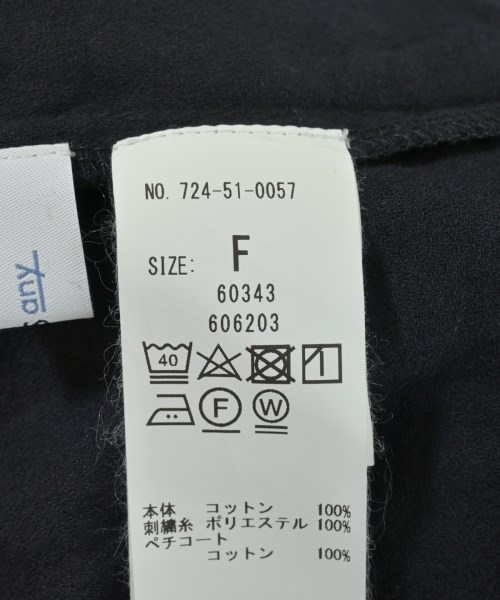 NO. 724-51-0057
SIZE: F
60343
606203
40
F W
本体 コットン 100%
刺繍糸 ポリエステル 100%
ペチコート
コットン 100%
any